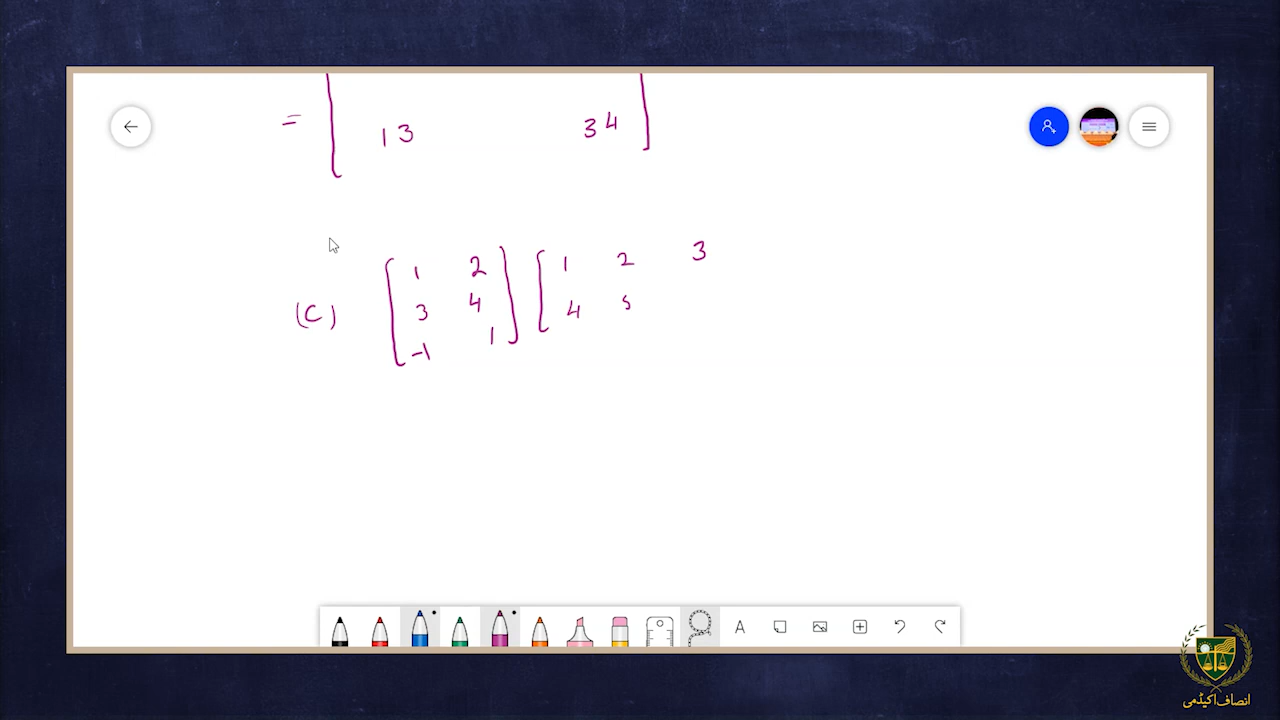 = [ 13 34 ]
(C) [ 1 2 ] [ 1 2 3
3 4 4 5
-1 1
A
انصاف اکیڈمی